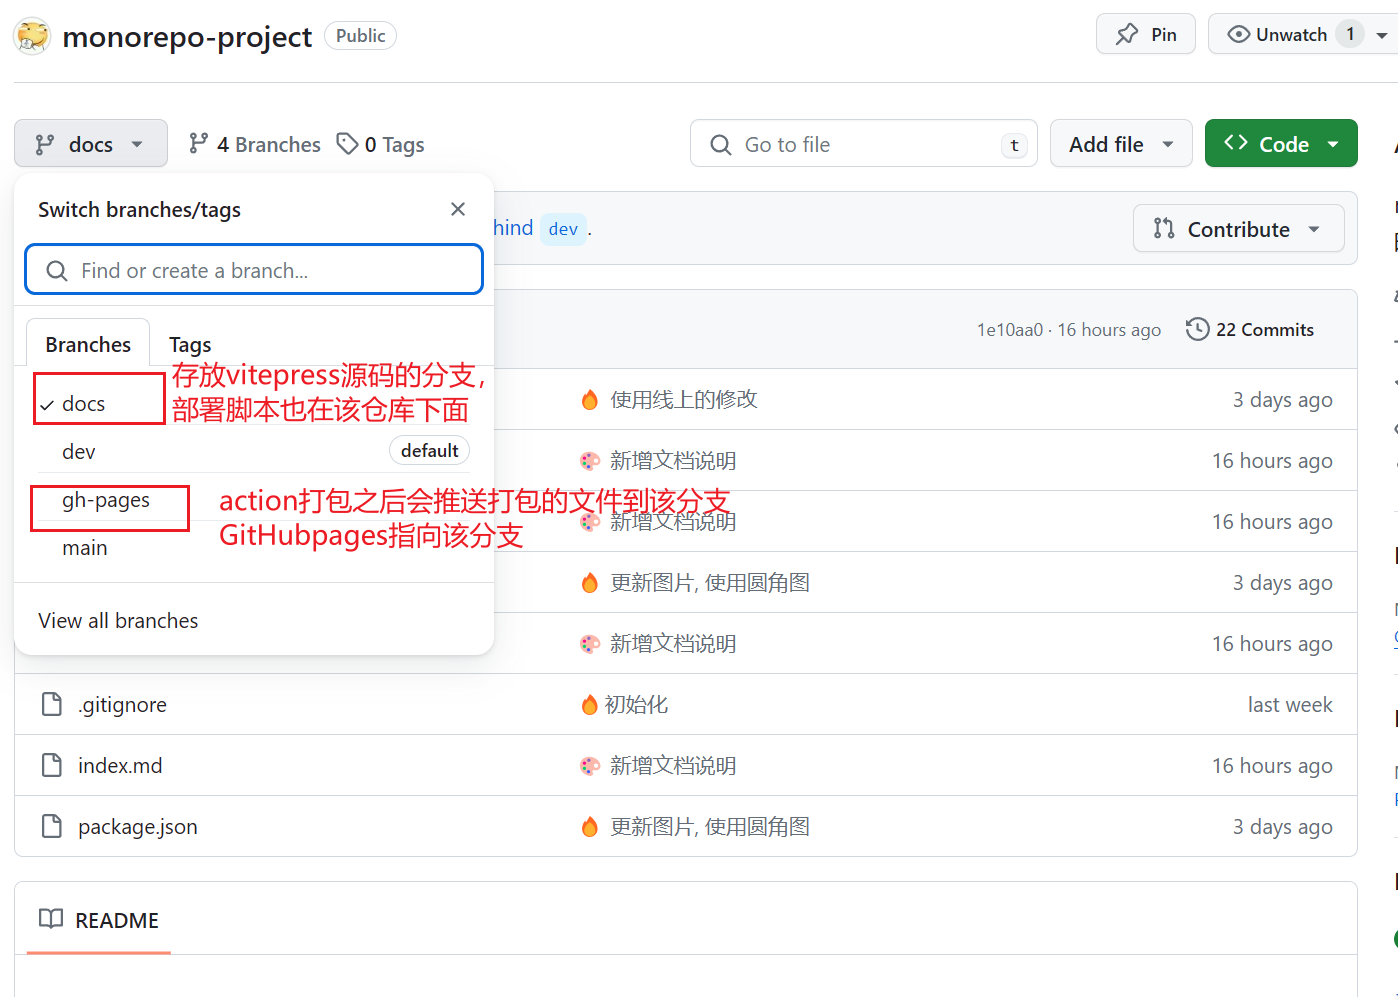 monorepo-project Public Pin Unwatch 1
docs 4 Branches 0 Tags Go to file t Add file Code
Switch branches/tags
hind dev .
Contribute
Find or create a branch...
1e10aa0 · 16 hours ago 22 Commits
Branches Tags
存放vitepress源码的分支，
部署脚本也在该仓库下面
docs
使用线上的修改 3 days ago
dev default
新增文档说明 16 hours ago
gh-pages
action打包之后会推送打包的文件到该分支
GitHubpages指向该分支
新增文档说明 16 hours ago
main
更新图片, 使用圆角图 3 days ago
View all branches
新增文档说明 16 hours ago
.gitignore 初始化 last week
index.md 新增文档说明 16 hours ago
package.json 更新图片, 使用圆角图 3 days ago
README